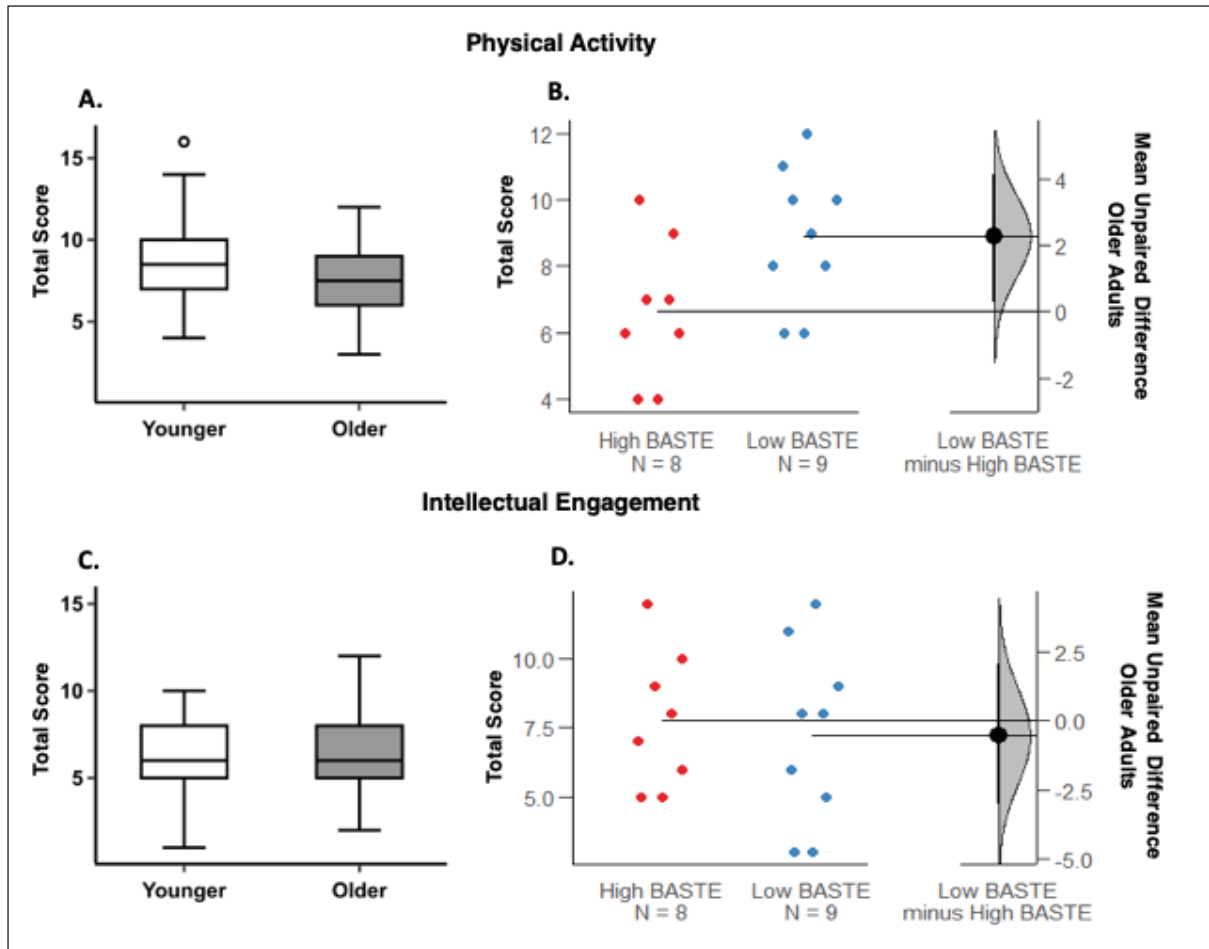 Physical Activity
A.
B.
Total Score
15
10
5
Younger
Older
Total Score
12
10
8
6
4
High BASTE
N = 8
Low BASTE
N = 9
Low BASTE
minus High BASTE
4
2
0
-2
Mean Unpaired Difference
Older Adults
Intellectual Engagement
C.
D.
Total Score
15
10
5
Younger
Older
Total Score
10.0
7.5
5.0
High BASTE
N = 8
Low BASTE
N = 9
Low BASTE
minus High BASTE
2.5
0.0
-2.5
-5.0
Mean Unpaired Difference
Older Adults